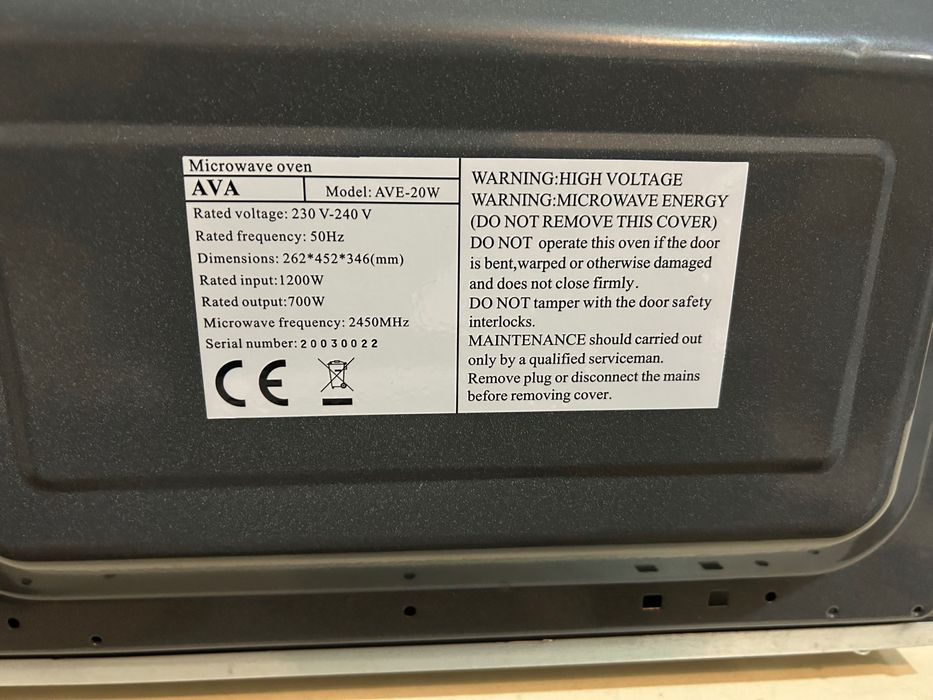 Microwave oven
AVA
Model: AVE-20W
Rated voltage: 230 V-240 V
Rated frequency: 50Hz
Dimensions: 262*452*346(mm)
Rated input:1200W
Rated output:700W
Microwave frequency: 2450MHz
Serial number: 20030022
CE
WARNING:HIGH VOLTAGE
WARNING:MICROWAVE ENERGY
(DO NOT REMOVE THIS COVER)
DO NOT operate this oven if the door
is bent,warped or otherwise damaged
and does not close firmly.
DO NOT tamper with the door safety
interlocks.
MAINTENANCE should carried out
only by a qualified serviceman.
Remove plug or disconnect the mains
before removing cover.